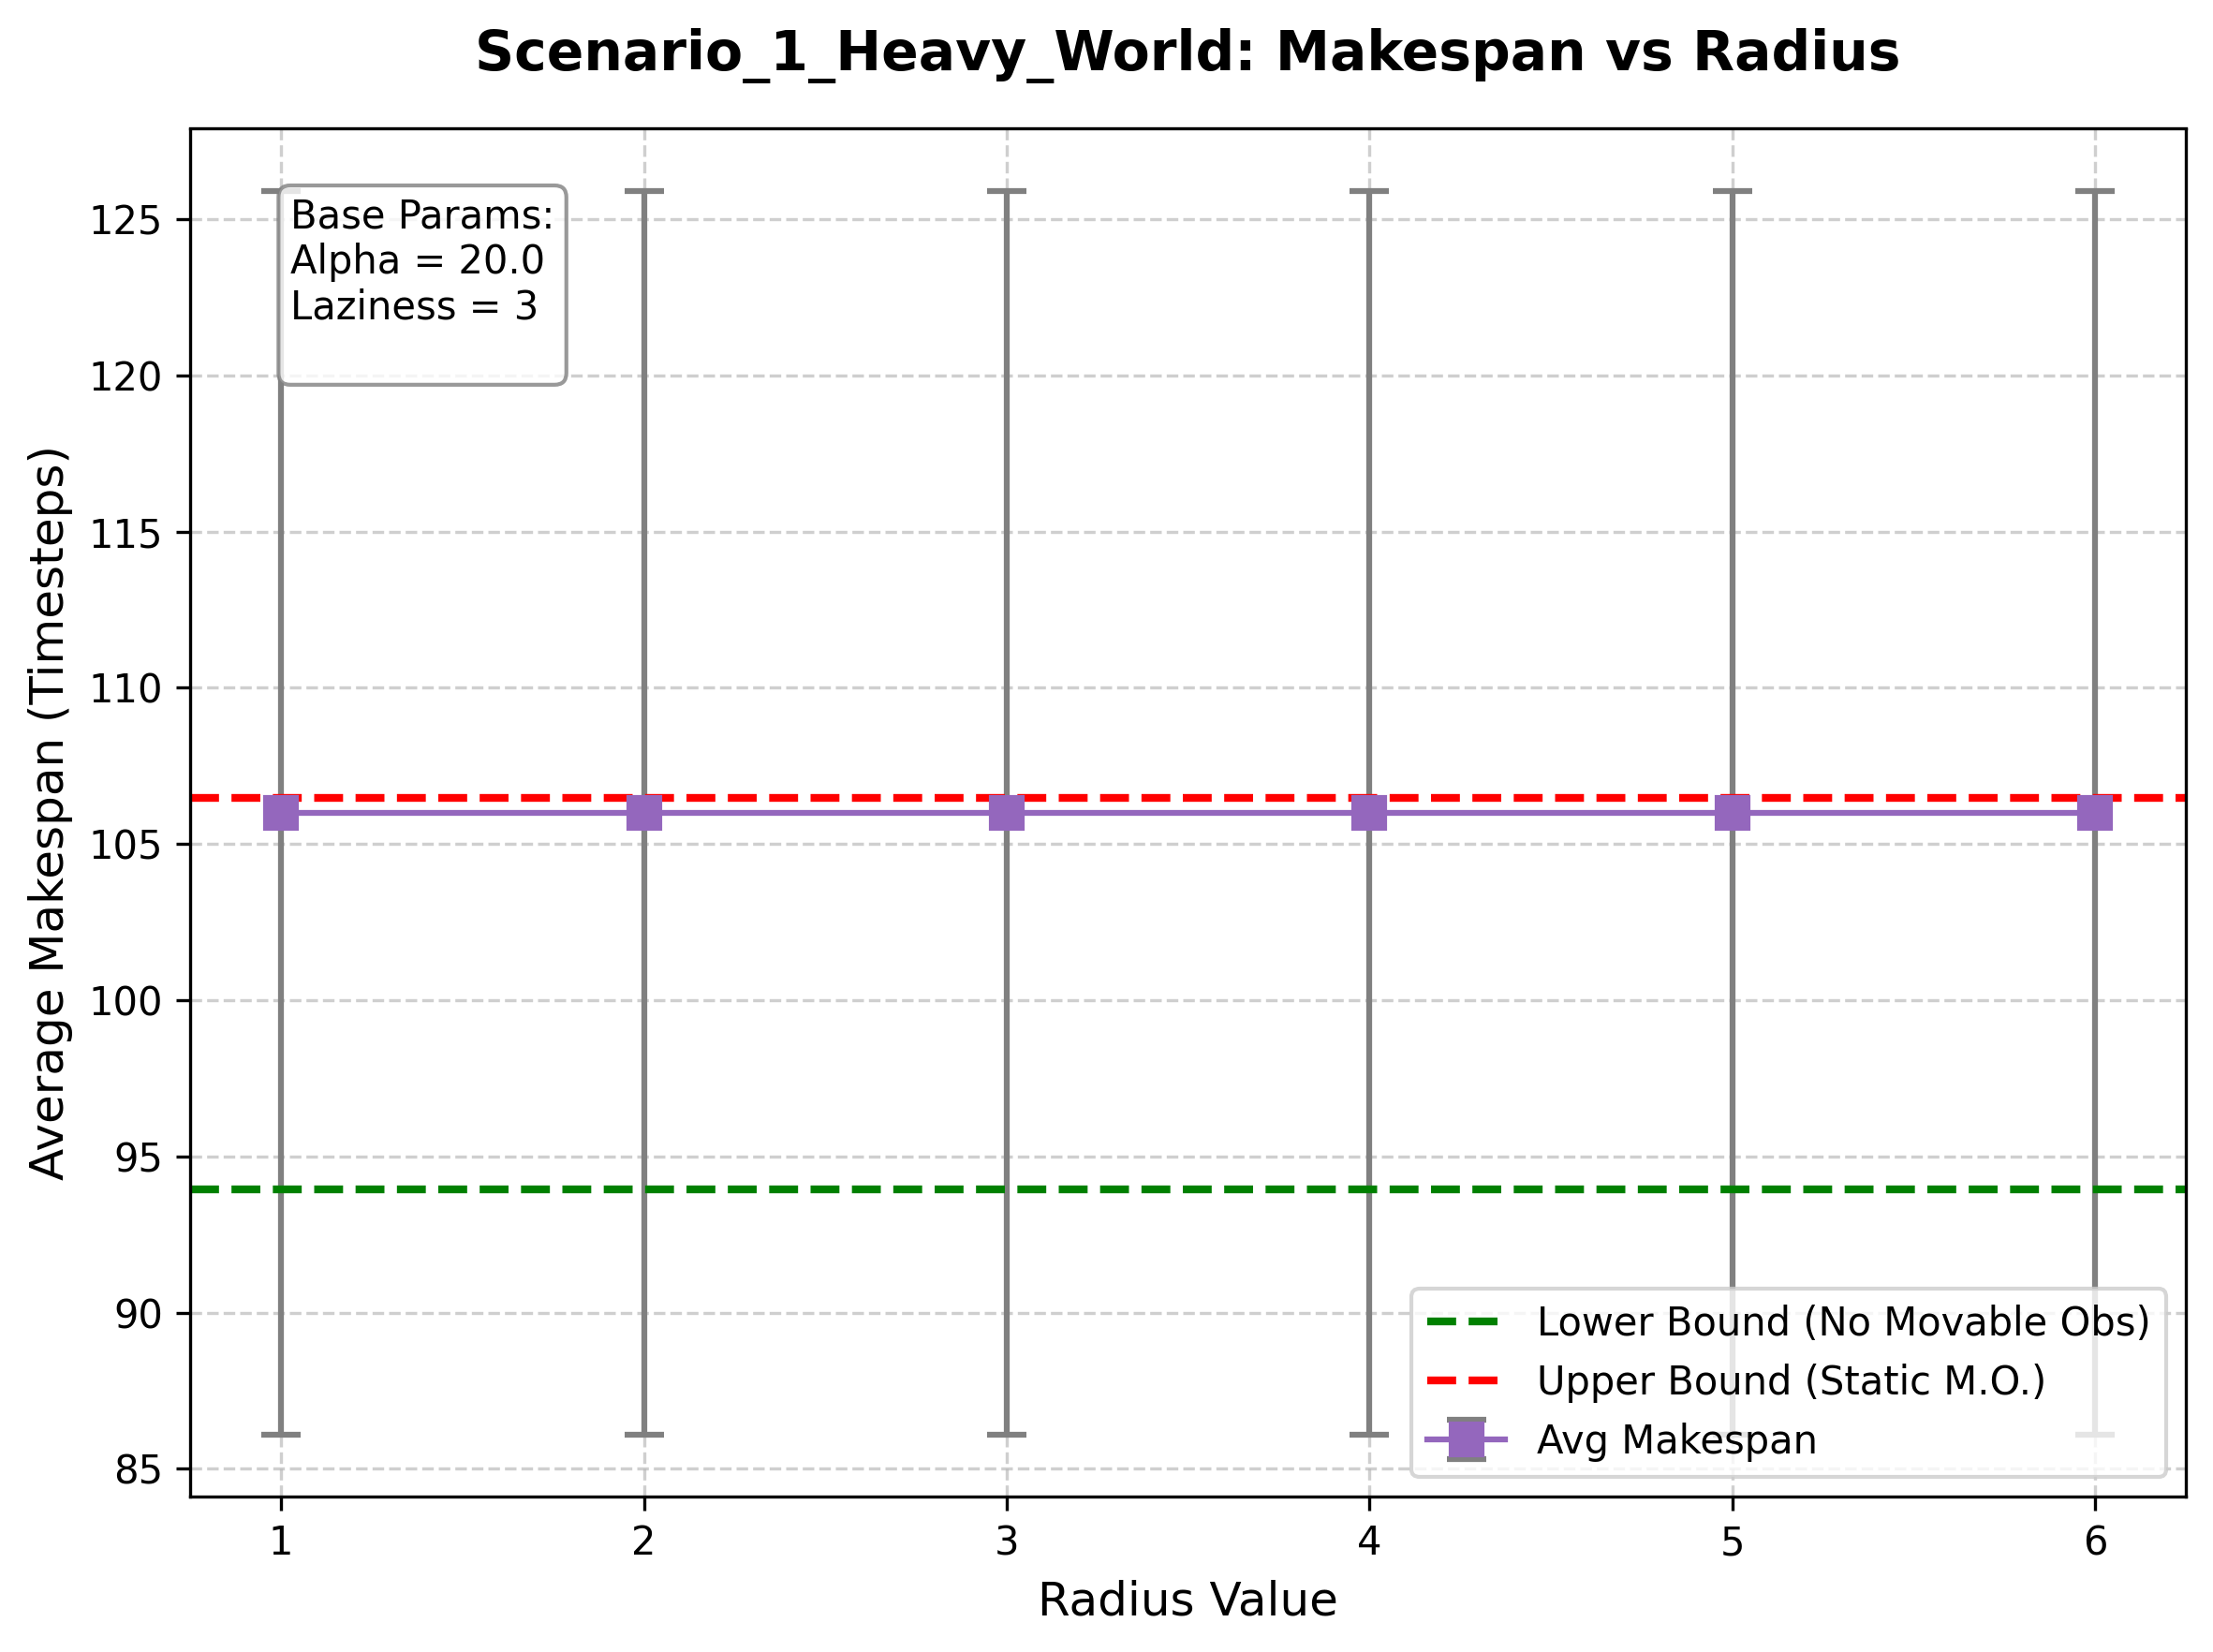 Scenario_1_Heavy_World: Makespan vs Radius
Average Makespan (Timesteps)
125
120
115
110
105
100
95
90
85
Base Params:
Alpha = 20.0
Laziness = 3
Lower Bound (No Movable Obs)
Upper Bound (Static M.O.)
Avg Makespan
1 2 3 4 5 6
Radius Value